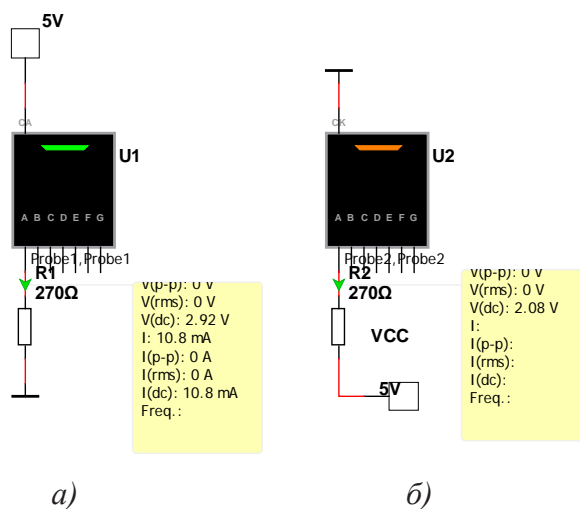 5V
CA
U1
A B C D E F G
Probe1,Probe1
R1
270Ω
V(p-p): 0 V
V(rms): 0 V
V(dc): 2.92 V
I: 10.8 mA
I(p-p): 0 A
I(rms): 0 A
I(dc): 10.8 mA
Freq.:
а)
CK
U2
A B C D E F G
Probe2,Probe2
R2
270Ω
VCC
5V
V(p-p): 0 V
V(rms): 0 V
V(dc): 2.08 V
I:
I(p-p):
I(rms):
I(dc):
Freq.:
б)